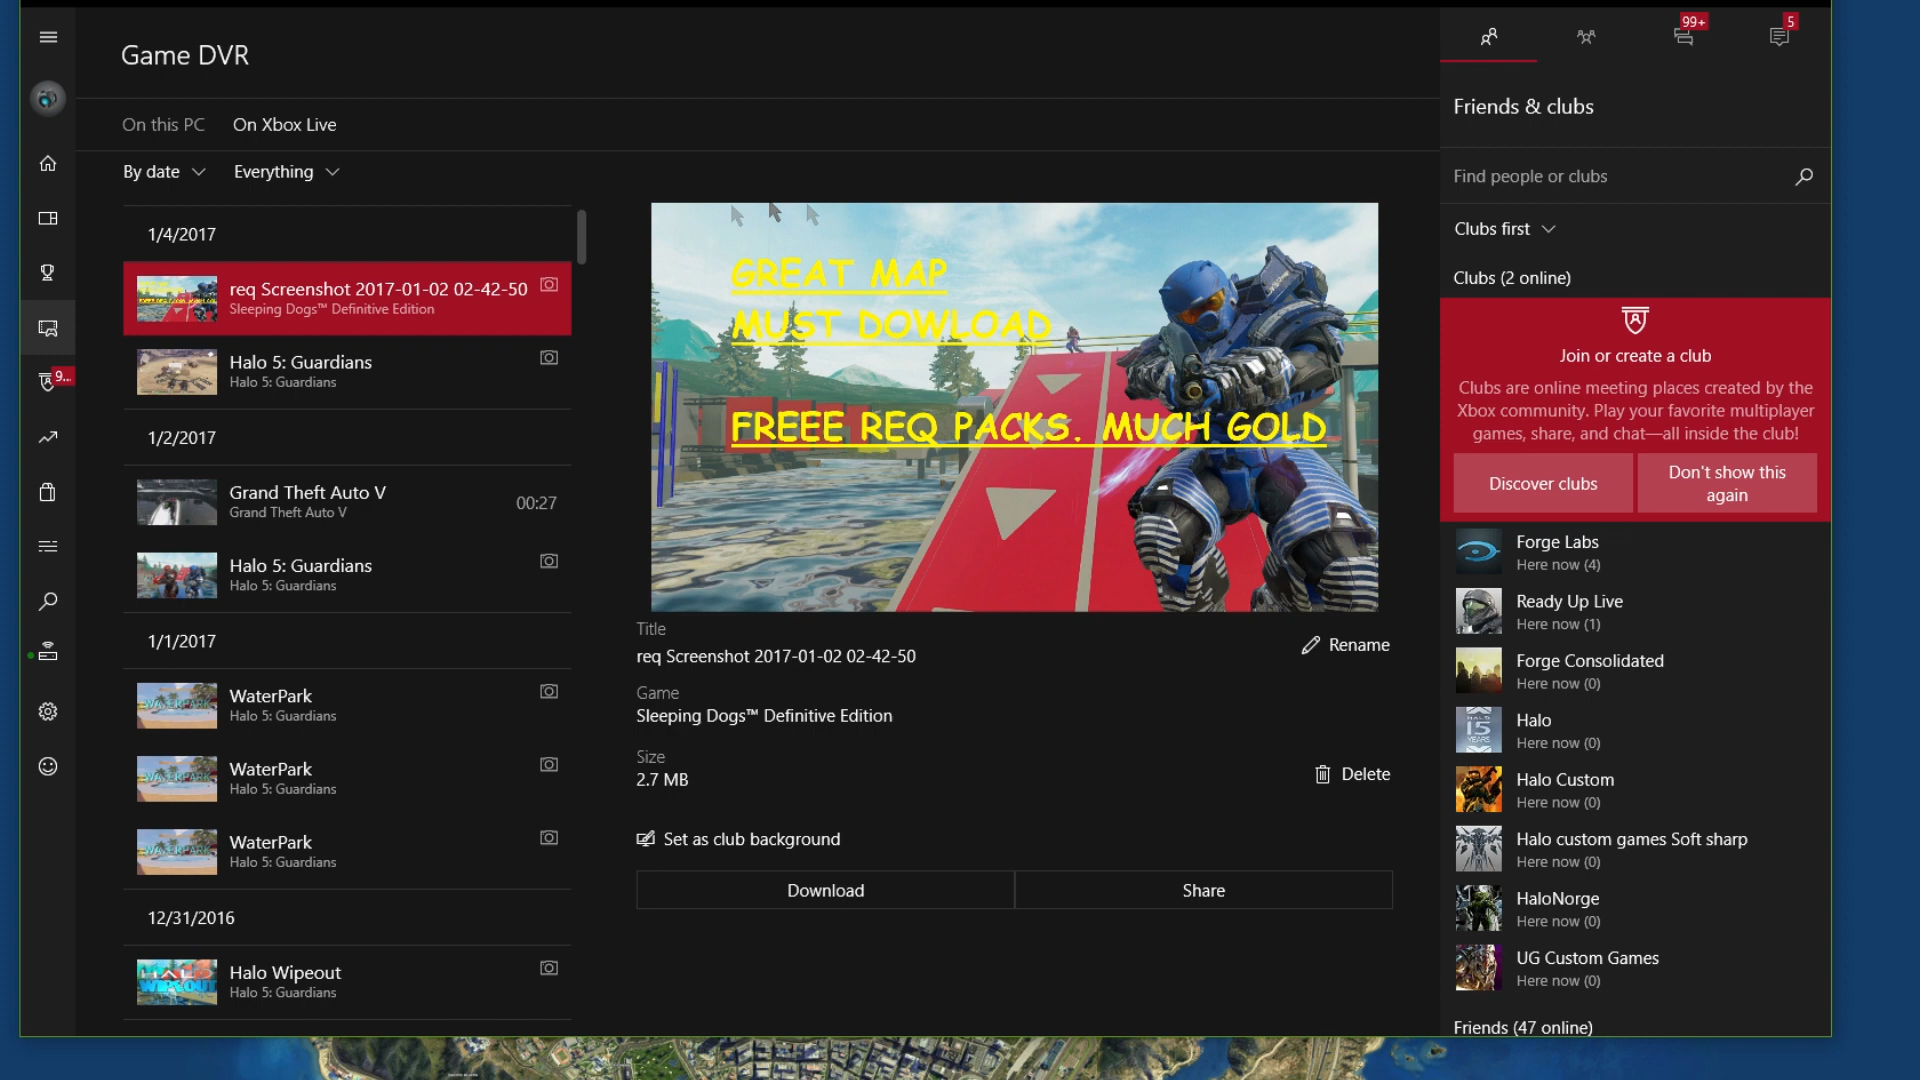 Game DVR
On this PC
On Xbox Live
By date
Everything
1/4/2017
req Screenshot 2017-01-02 02-42-50
Sleeping Dogs™ Definitive Edition
Halo 5: Guardians
Halo 5: Guardians
1/2/2017
Grand Theft Auto V
Grand Theft Auto V
00:27
Halo 5: Guardians
Halo 5: Guardians
1/1/2017
WaterPark
Halo 5: Guardians
WaterPark
Halo 5: Guardians
WaterPark
Halo 5: Guardians
12/31/2016
Halo Wipeout
Halo 5: Guardians
9...
GREAT MAP
MUST DOWLOAD
FREEE REQ PACKS. MUCH GOLD
Title
req Screenshot 2017-01-02 02-42-50
Rename
Game
Sleeping Dogs™ Definitive Edition
Size
2.7 MB
Delete
Set as club background
Download
Share
99+
5
Friends & clubs
Find people or clubs
Clubs first
Clubs (2 online)
Join or create a club
Clubs are online meeting places created by the
Xbox community. Play your favorite multiplayer
games, share, and chat—all inside the club!
Discover clubs
Don't show this
again
Forge Labs
Here now (4)
Ready Up Live
Here now (1)
Forge Consolidated
Here now (0)
HALO
15
YEARS
Halo
Here now (0)
Halo Custom
Here now (0)
Halo custom games Soft sharp
Here now (0)
HaloNorge
Here now (0)
UG Custom Games
Here now (0)
Friends (47 online)